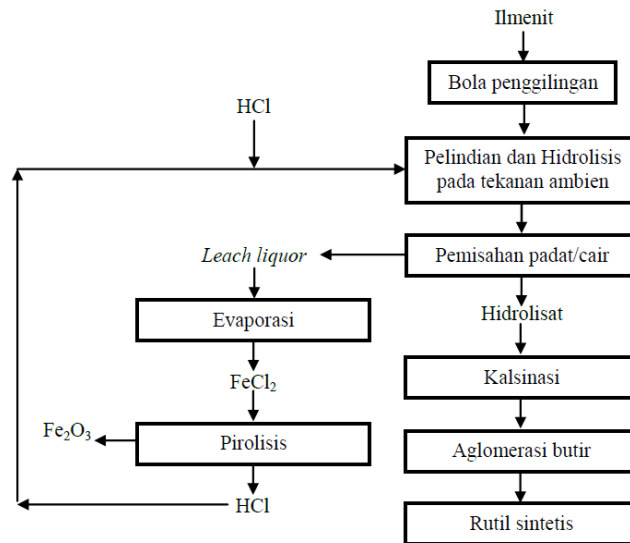 Ilmenit
Bola penggilingan
HCl
Pelindian dan Hidrolisis
pada tekanan ambien
Leach liquor
Pemisahan padat/cair
Evaporasi
Hidrolisat
FeCl₂
Kalsinasi
Fe₂O₃
Pirolisis
Aglomerasi butir
HCl
Rutil sintetis